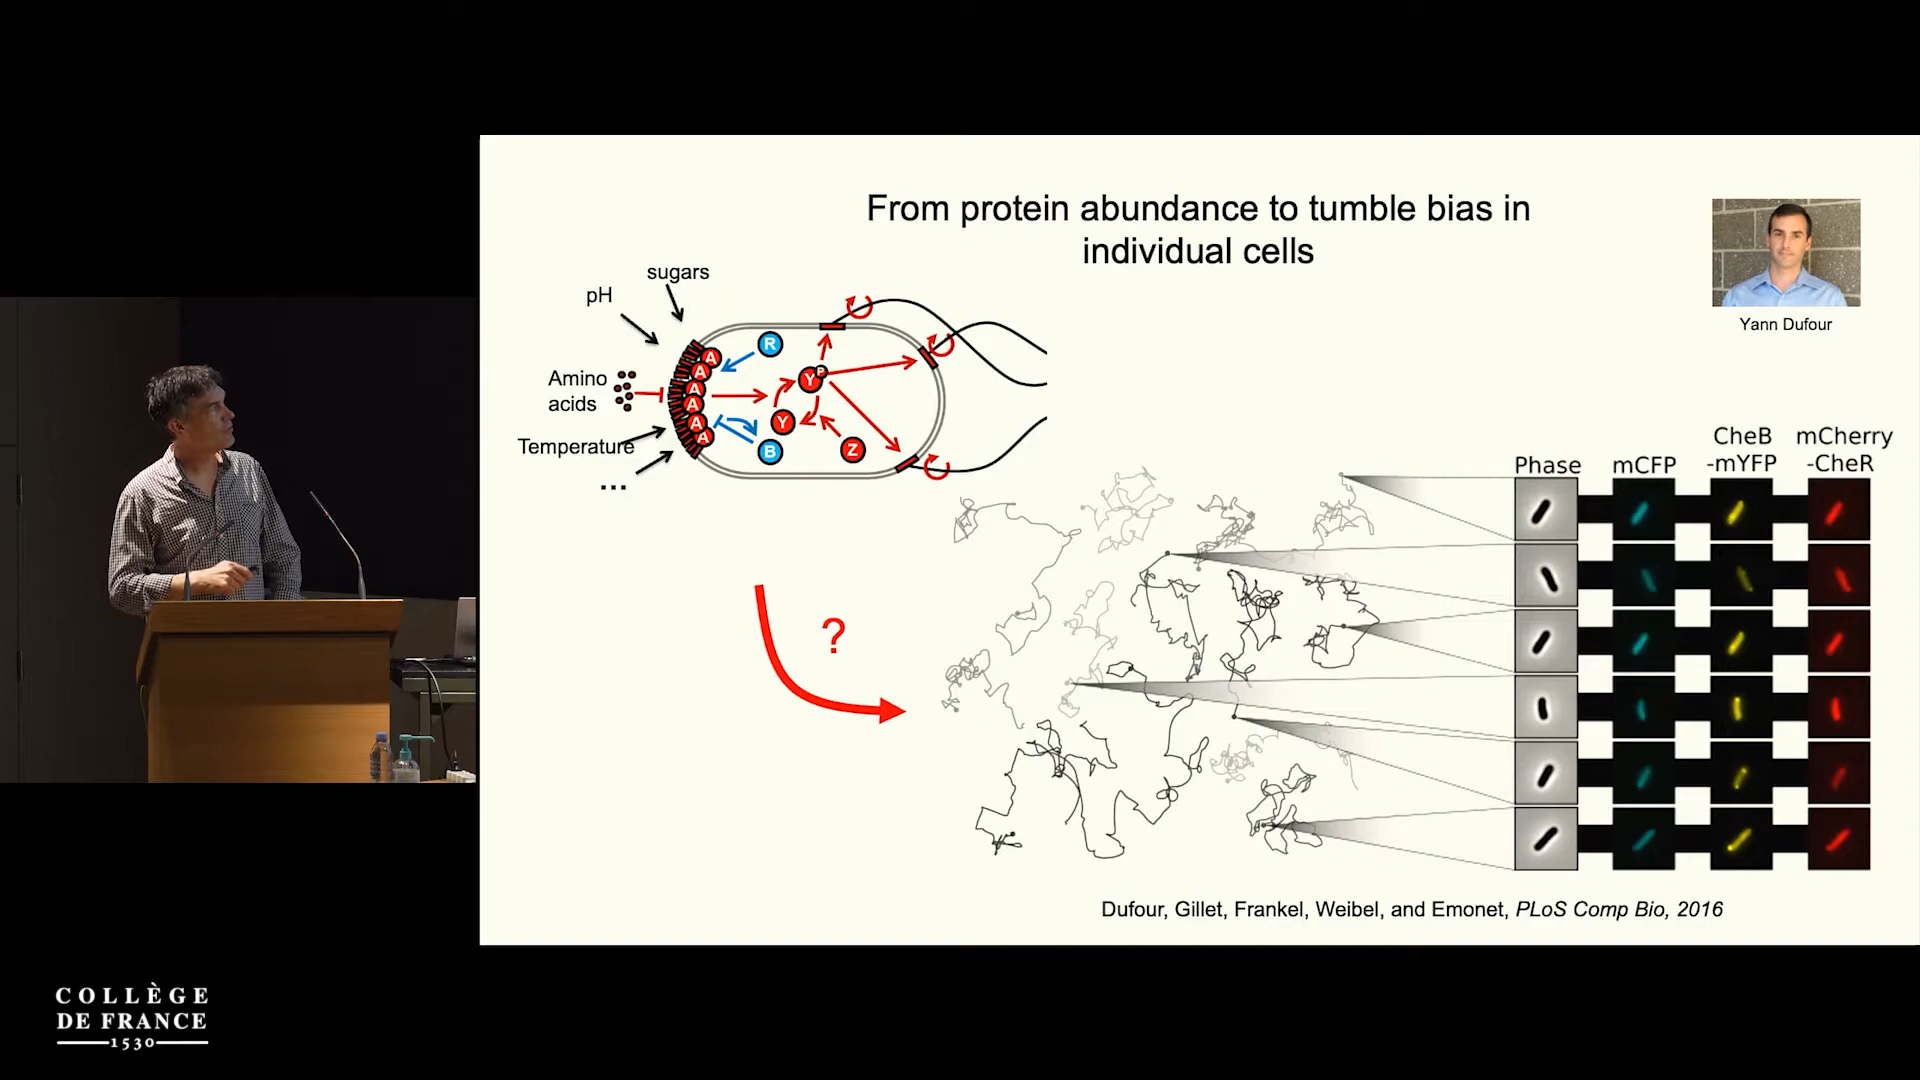 From protein abundance to tumble bias in
individual cells
Yann Dufour
sugars
pH
Amino
acids
Temperature
...
A
A
A
A
A
A
R
Y
P
Y
B
Z
?
Phase
mCFP
CheB
-mYFP
mCherry
-CheR
Dufour, Gillet, Frankel, Weibel, and Emonet, PLoS Comp Bio, 2016
COLLÈGE
DE FRANCE
1530